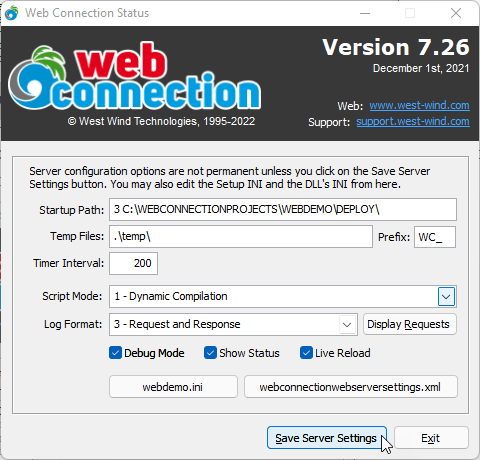 Web Connection Status
web
connection
Version 7.26
December 1st, 2021
Web: www.west-wind.com
Support: support.west-wind.com
© West Wind Technologies, 1995-2022
Server configuration options are not permanent unless you click on the Save Server
Settings button. You may also edit the Setup INI and the DLL's INI from here.
Startup Path: 3 C:\WEBCONNECTIONPROJECTS\WEBDEMO\DEPLOY\
Temp Files: .\temp\ Prefix: WC_
Timer Interval: 200
Script Mode: 1 - Dynamic Compilation
Log Format: 3 - Request and Response Display Requests
Debug Mode Show Status Live Reload
webdemo.ini webconnectionwebserversettings.xml
Save Server Settings Exit